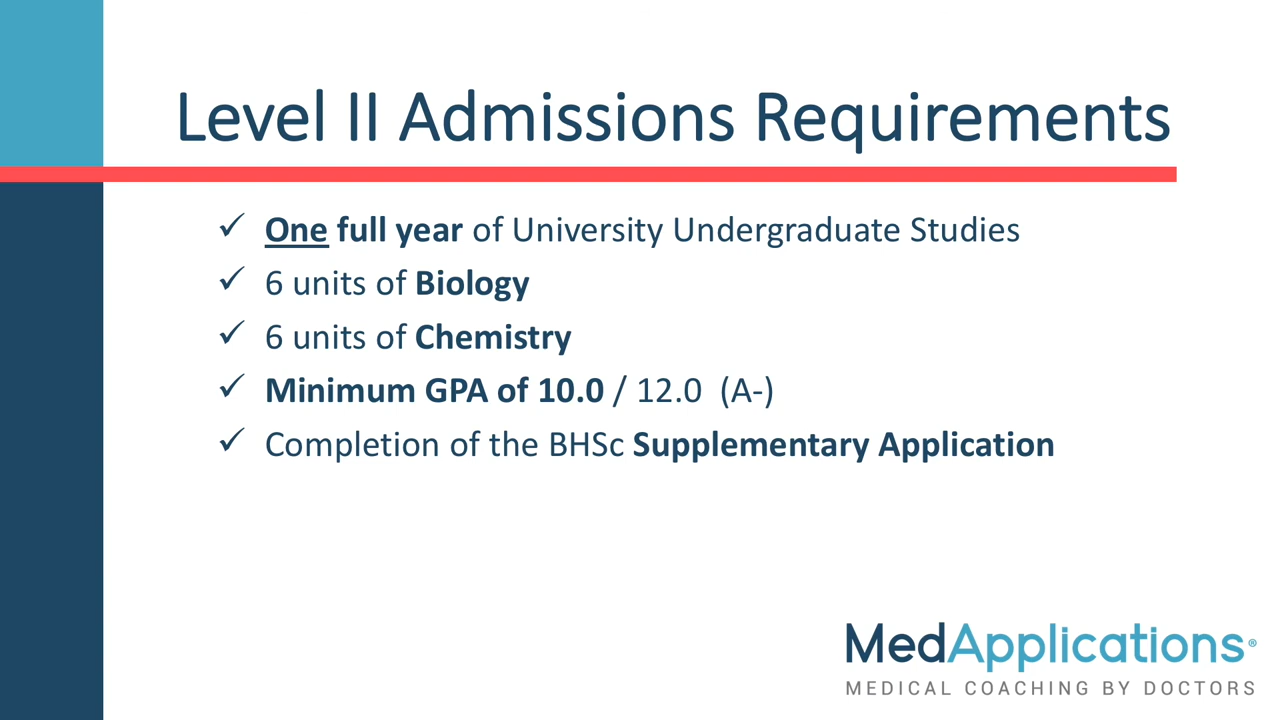 Level II Admissions Requirements
✓ One full year of University Undergraduate Studies
✓ 6 units of Biology
✓ 6 units of Chemistry
✓ Minimum GPA of 10.0 / 12.0 (A-)
✓ Completion of the BHSc Supplementary Application
MedApplications®
MEDICAL COACHING BY DOCTORS